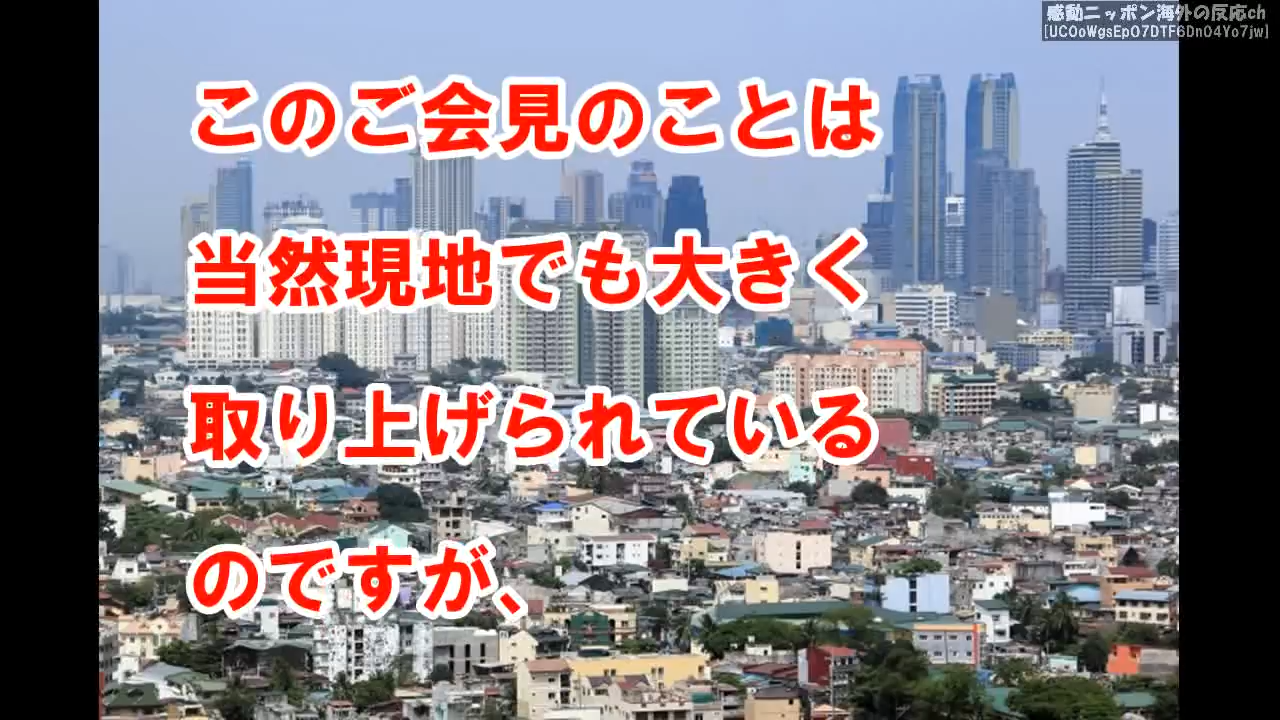 感動ニッポン海外の反応ch
[UCOoWgsEpO7DTF6DnO4Yo7jw]
このご会見のことは
当然現地でも大きく
取り上げられている
のですが、